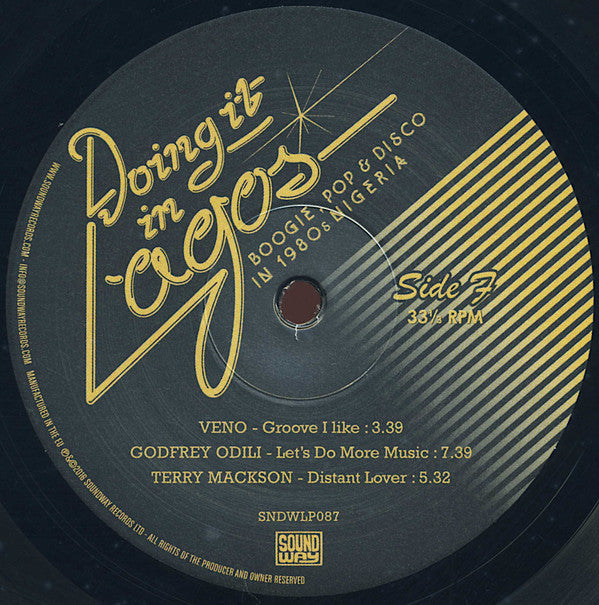 Doing it
in
Lagos
BOOGIE, POP & DISCO
IN 1980s NIGERIA
Side F
33⅓ RPM
VENO - Groove I like : 3.39
GODFREY ODILI - Let's Do More Music : 7.39
TERRY MACKSON - Distant Lover : 5.32
SNDWLP087
SOUND
WAY
WWW.SOUNDWAYRECORDS.COM - INFO@SOUNDWAYRECORDS.COM MANUFACTURED IN THE EU ℗&©2016 SOUNDWAY RECORDS LTD - ALL RIGHTS OF THE PRODUCER AND OWNER RESERVED